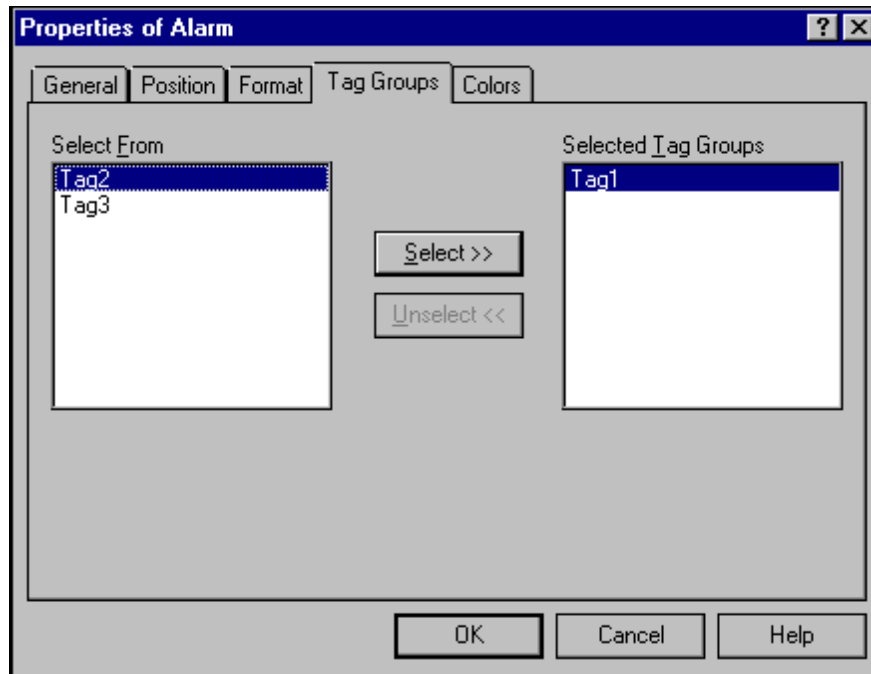 Properties of Alarm
General Position Format Tag Groups Colors
Select From Selected Tag Groups
Tag2 Tag1
Tag3
Select >>
Unselect <<
OK Cancel Help